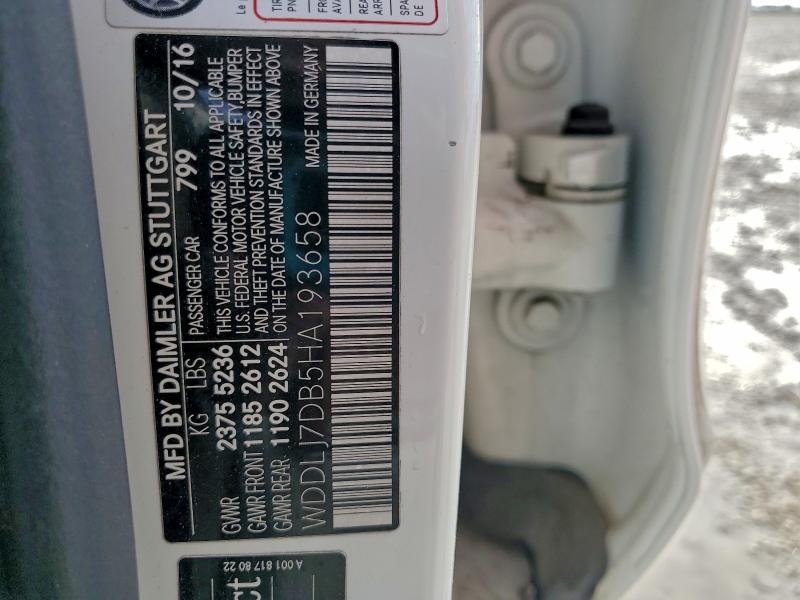 MFD BY DAIMLER AG STUTTGART 799 10/16
KG LBS PASSENGER CAR
GVWR 2375 5236
GAWR FRONT 1185 2612
GAWR REAR 1190 2624
THIS VEHICLE CONFORMS TO ALL APPLICABLE
U.S. FEDERAL MOTOR VEHICLE SAFETY,BUMPER
AND THEFT PREVENTION STANDARDS IN EFFECT
ON THE DATE OF MANUFACTURE SHOWN ABOVE
WDDLJ7DB5HA193658 MADE IN GERMANY
A 001 817 80 22